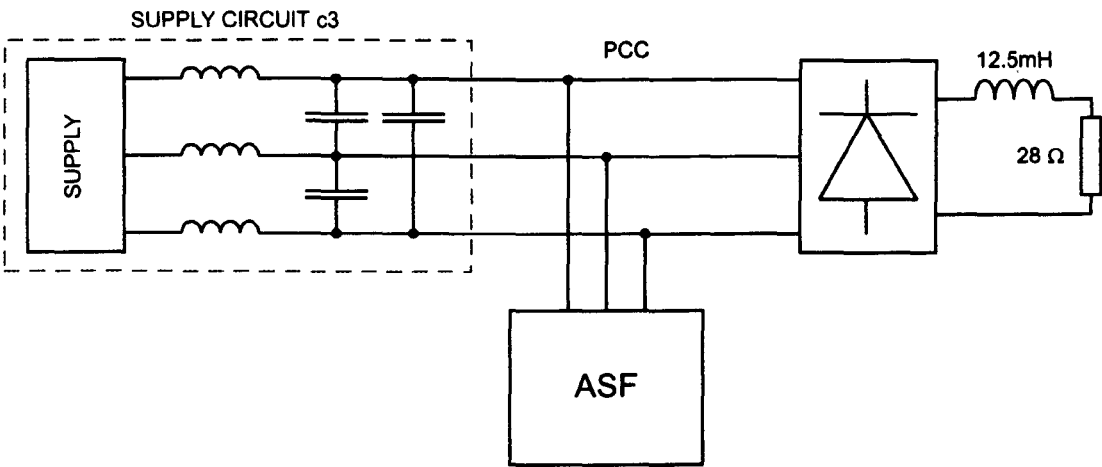 SUPPLY CIRCUIT c3
PCC
12.5mH
SUPPLY
28 Ω
ASF